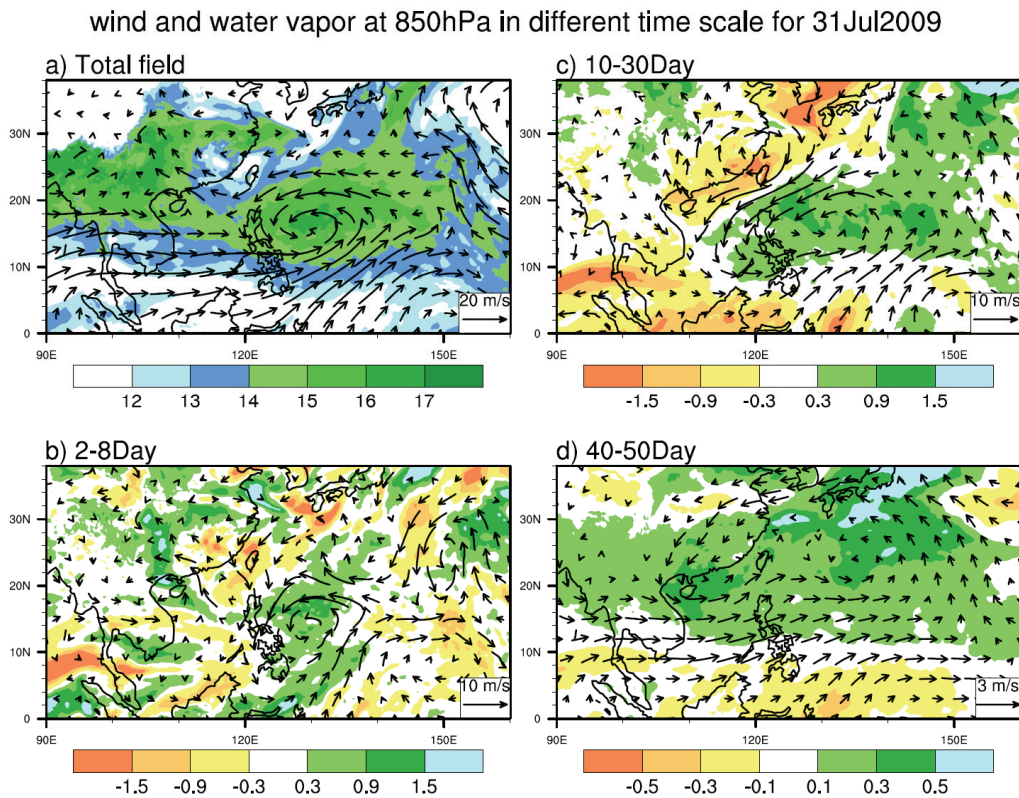 wind and water vapor at 850hPa in different time scale for 31Jul2009
a) Total field
30N
20N
10N
0
90E 120E 150E
20 m/s
12 13 14 15 16 17
b) 2-8Day
30N
20N
10N
0
90E 120E 150E
10 m/s
-1.5 -0.9 -0.3 0.3 0.9 1.5
c) 10-30Day
30N
20N
10N
0
90E 120E 150E
10 m/s
-1.5 -0.9 -0.3 0.3 0.9 1.5
d) 40-50Day
30N
20N
10N
0
90E 120E 150E
3 m/s
-0.5 -0.3 -0.1 0.1 0.3 0.5